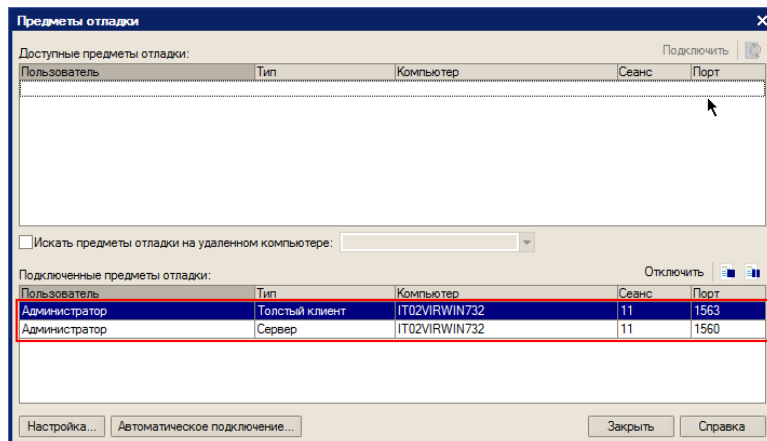 Предметы отладки
Доступные предметы отладки: Подключить
Пользователь Тип Компьютер Сеанс Порт
Искать предметы отладки на удаленном компьютере:
Подключенные предметы отладки: Отключить
Пользователь Тип Компьютер Сеанс Порт
Администратор Толстый клиент IT02VIRWIN732 11 1563
Администратор Сервер IT02VIRWIN732 11 1560
Настройка... Автоматическое подключение... Закрыть Справка